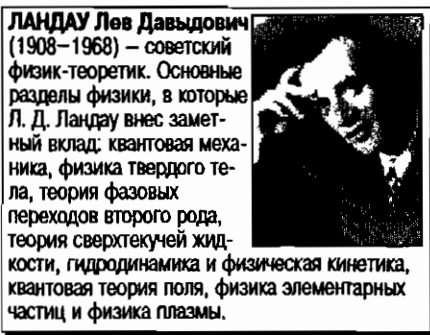 ЛАНДАУ Лев Давыдович
(1908–1968) – советский
физик-теоретик. Основные
разделы физики, в которые
Л. Д. Ландау внес замет-
ный вклад: квантовая меха-
ника, физика твердого те-
ла, теория фазовых
переходов второго рода,
теория сверхтекучей жид-
кости, гидродинамика и физическая кинетика,
квантовая теория поля, физика элементарных
частиц и физика плазмы.